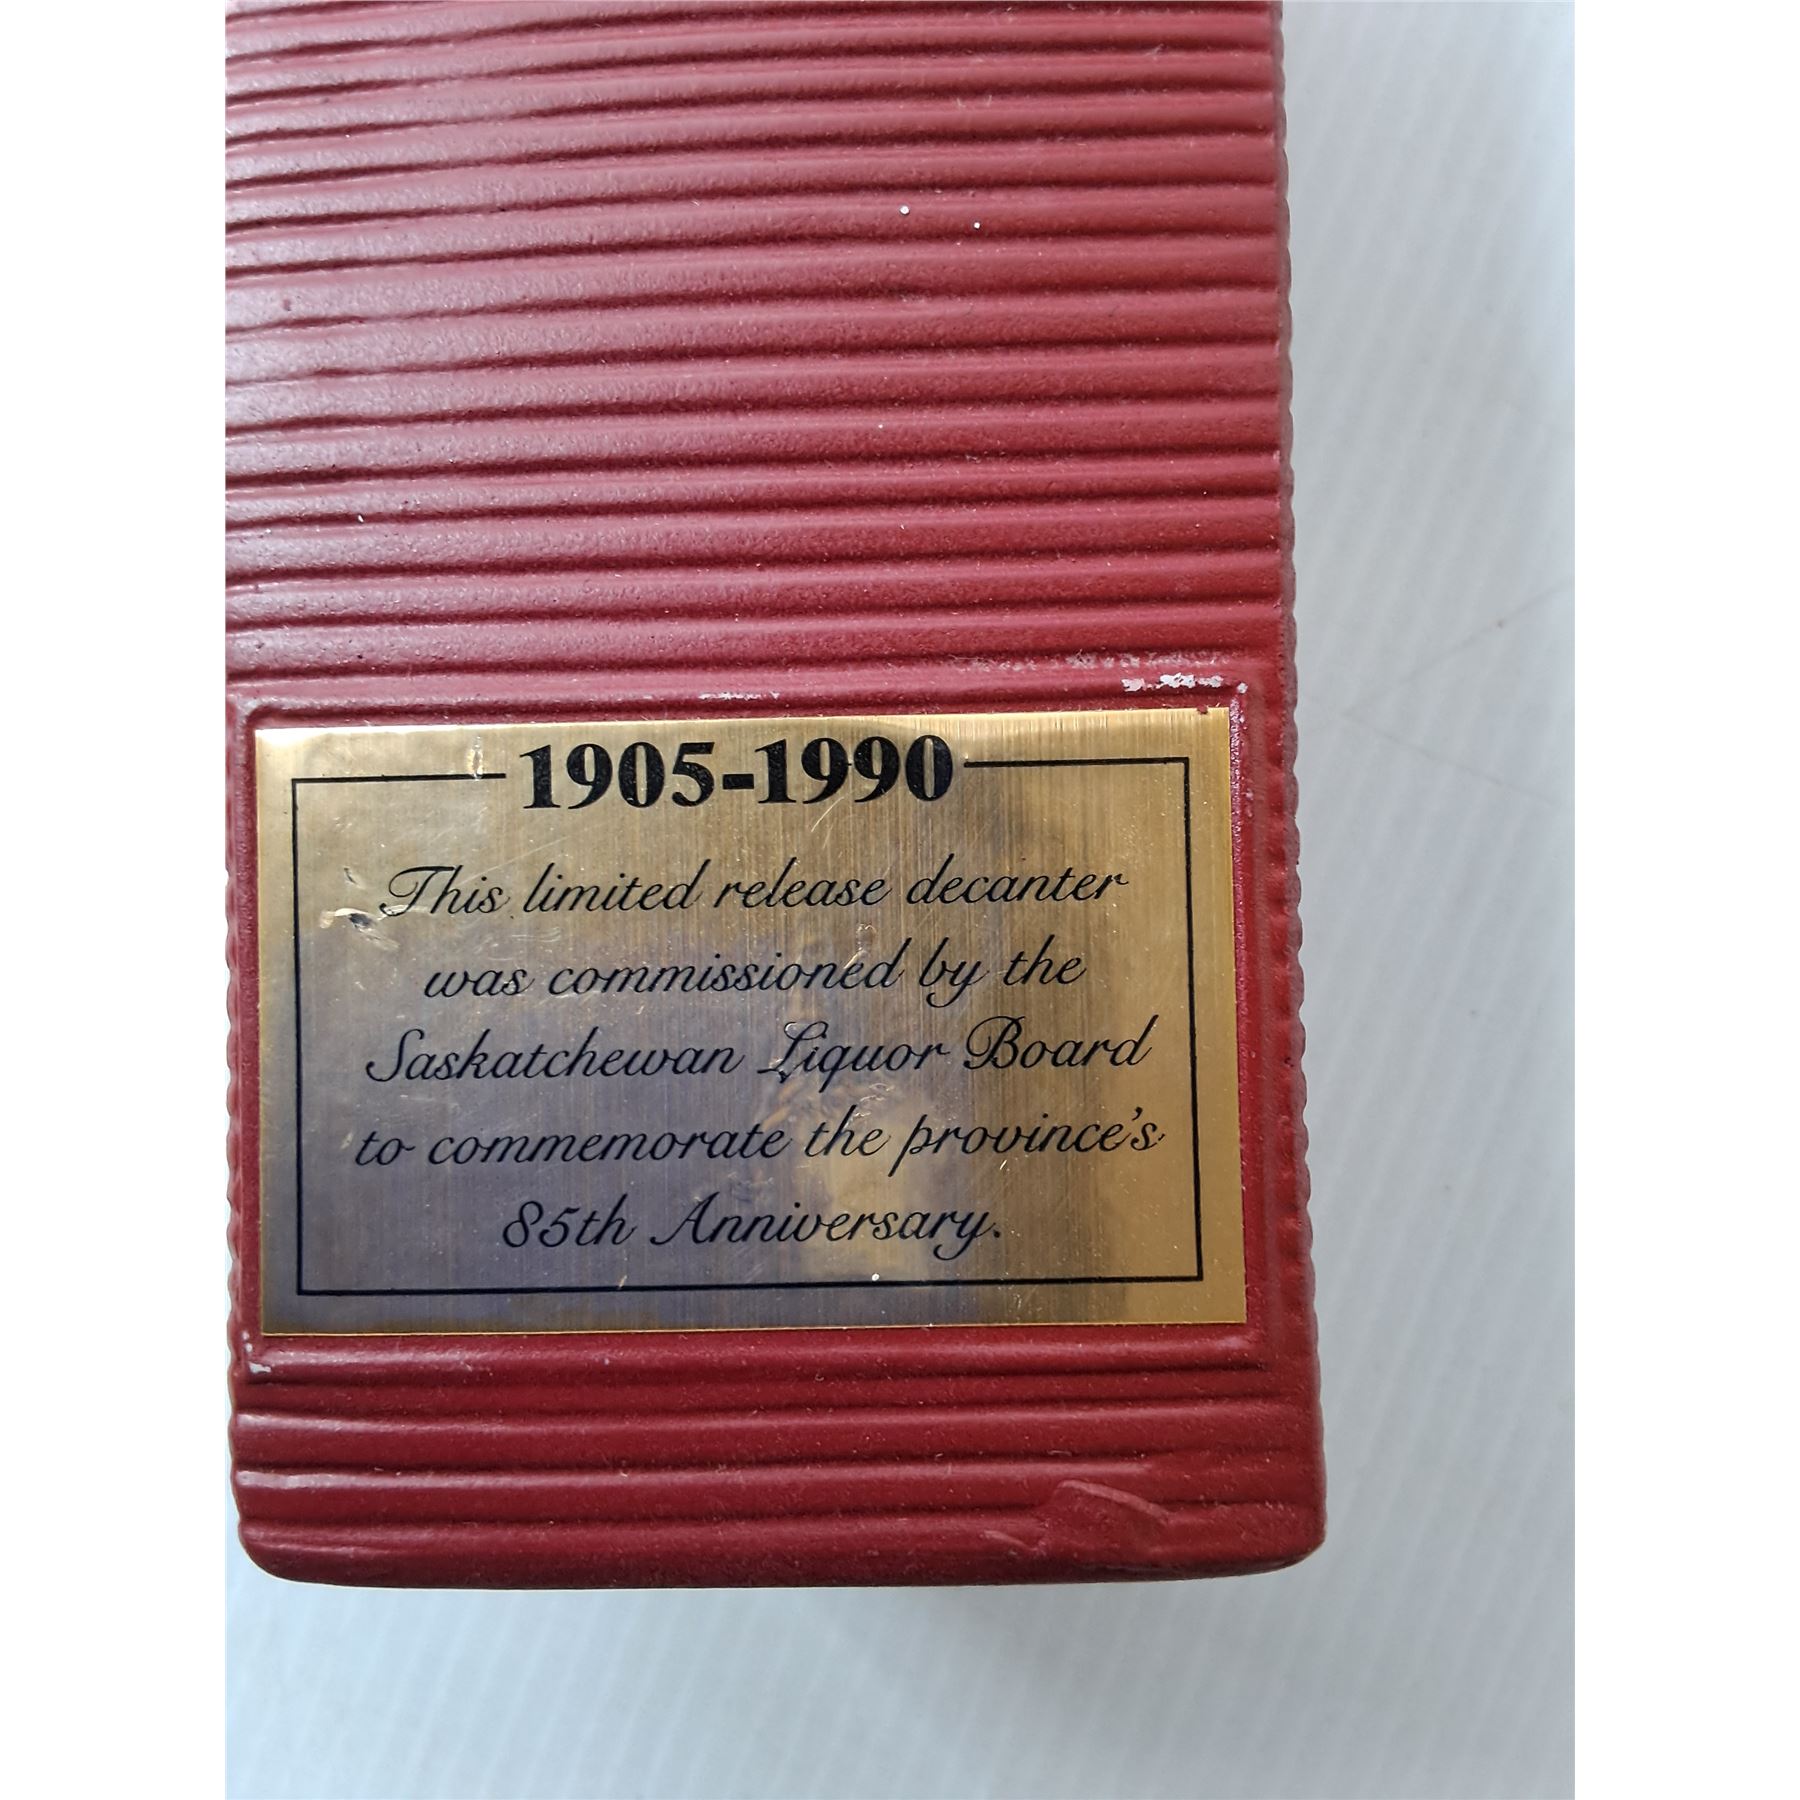 1905-1990
This limited release decanter
was commissioned by the
Saskatchewan Liquor Board
to commemorate the province's
85th Anniversary.